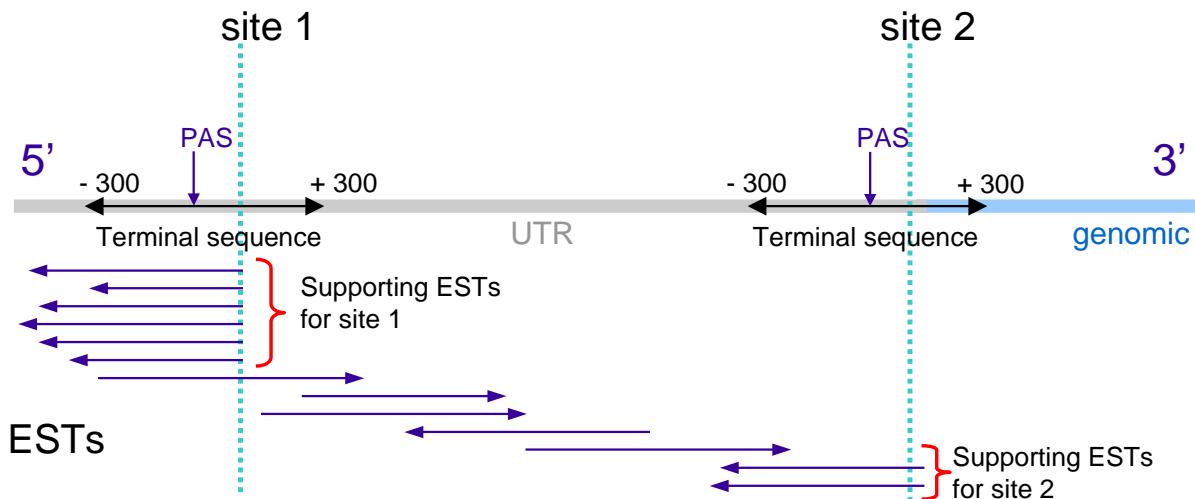 site 1
site 2
PAS
PAS
5’
3’
- 300
+ 300
- 300
+ 300
Terminal sequence
UTR
Terminal sequence
genomic
Supporting ESTs
for site 1
ESTs
Supporting ESTs
for site 2